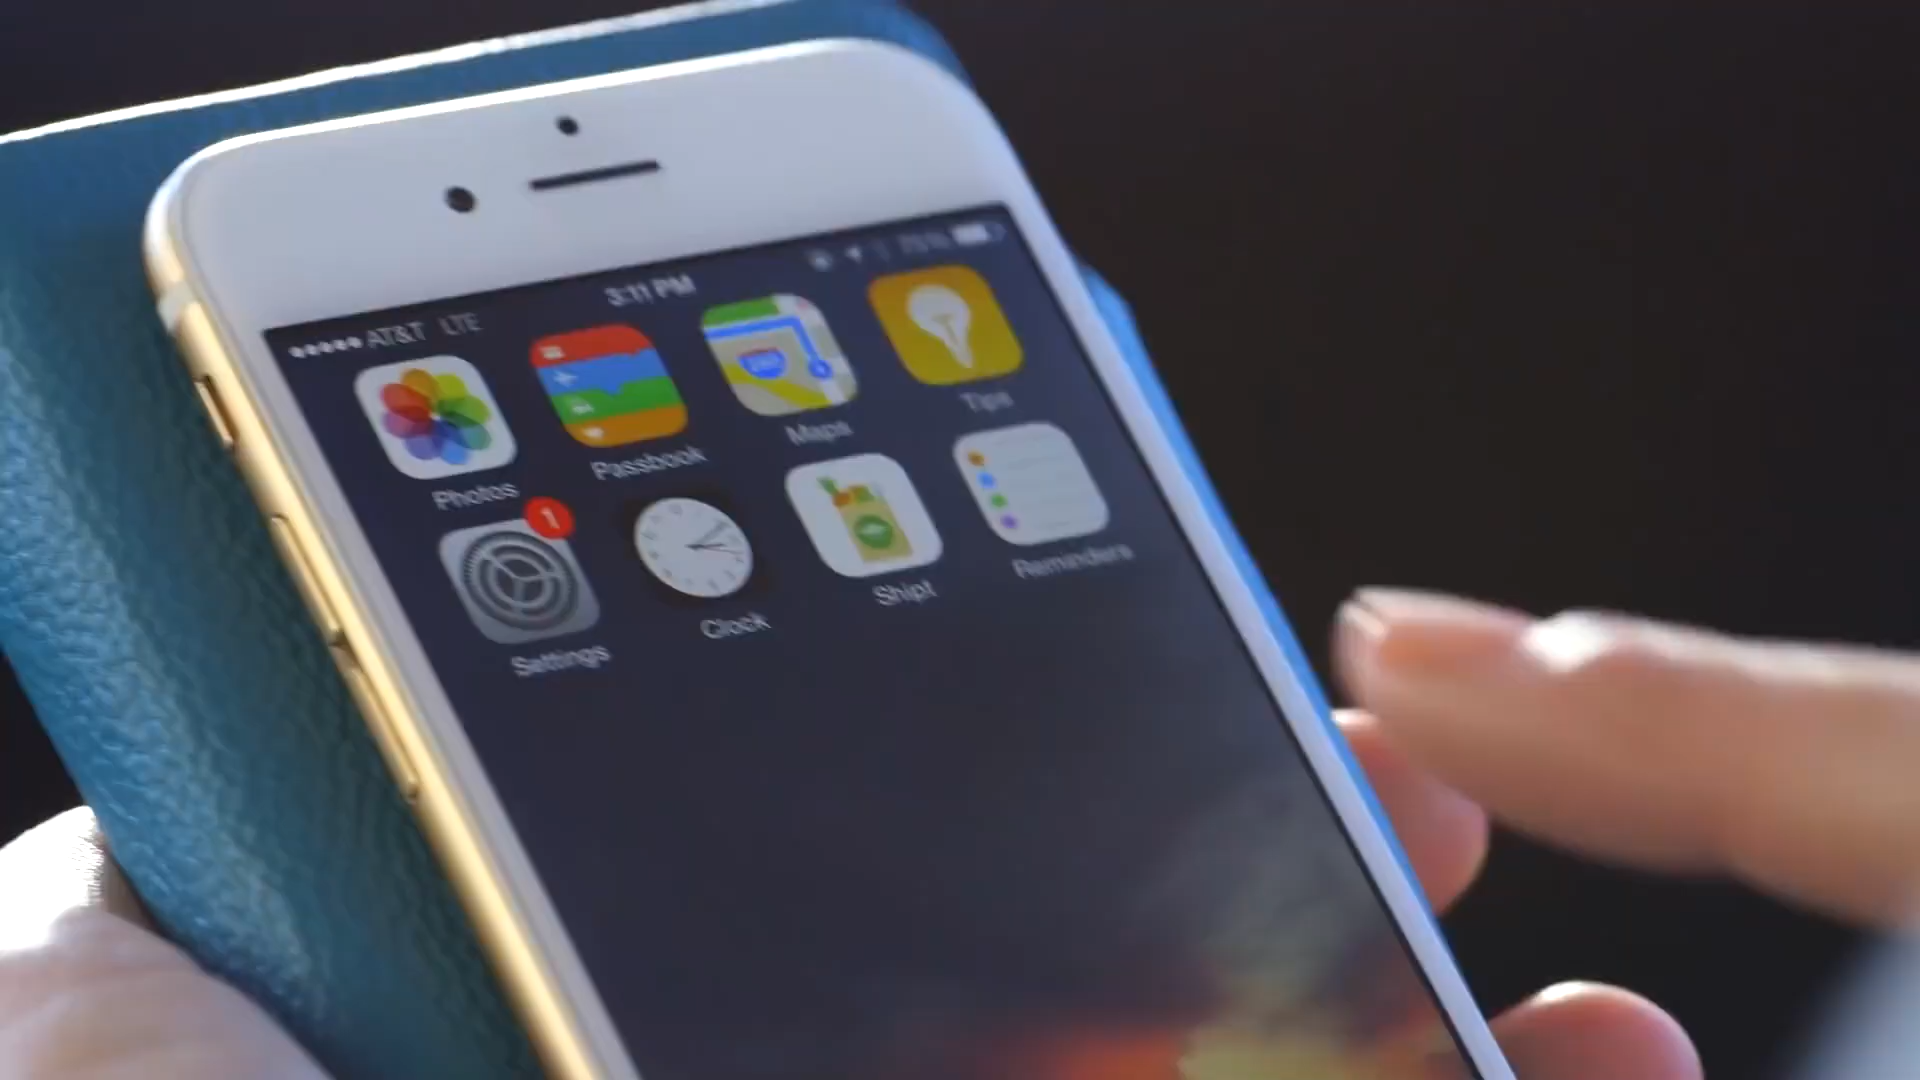 AT&T LTE 3:11 PM
Photos Passbook Maps Tips
1
Settings Clock Shipt Reminders